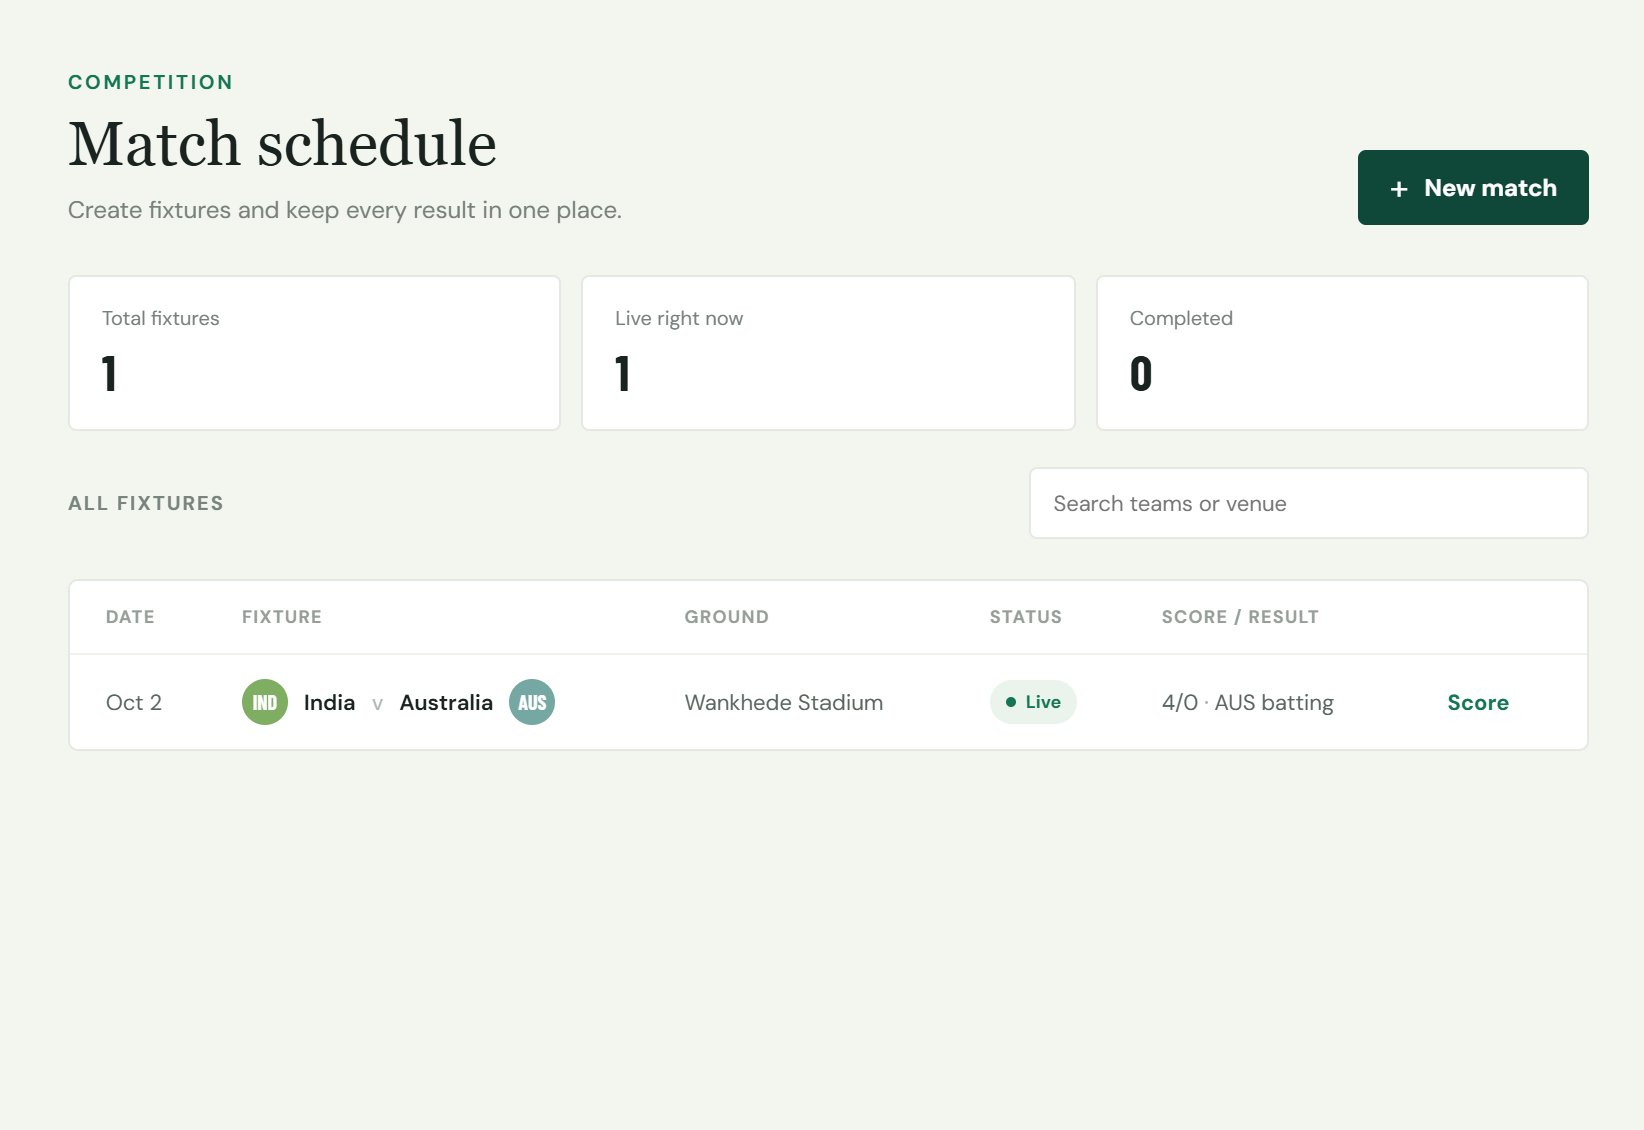 COMPETITION
Match schedule
Create fixtures and keep every result in one place.
+ New match
Total fixtures
1
Live right now
1
Completed
0
ALL FIXTURES
Search teams or venue
DATE FIXTURE GROUND STATUS SCORE / RESULT
Oct 2 IND India v Australia AUS Wankhede Stadium Live 4/0 · AUS batting Score